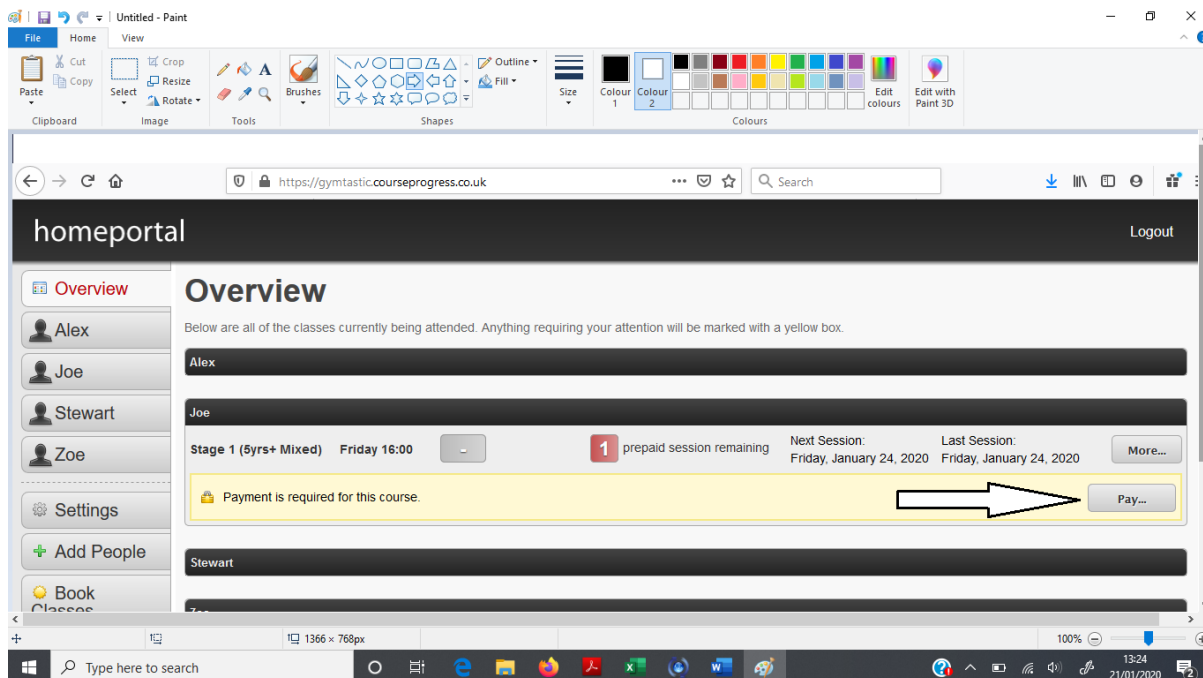 Untitled - Paint
File Home View
Cut
Copy
Paste
Clipboard
Select
Crop
Resize
Rotate
Image
A
Tools
Brushes
Outline
Fill
Shapes
Size
Colour 1
Colour 2
Edit colours
Colours
Edit with Paint 3D
https://gymtastic.courseprogress.co.uk
Search
homeportal
Logout
Overview
Alex
Joe
Stewart
Zoe
Settings
Add People
Book
Classes
Overview
Below are all of the classes currently being attended. Anything requiring your attention will be marked with a yellow box.
Alex
Joe
Stage 1 (5yrs+ Mixed) Friday 16:00 - 1 prepaid session remaining
Next Session:
Friday, January 24, 2020
Last Session:
Friday, January 24, 2020
More...
Payment is required for this course.
Pay...
Stewart
Zoe
1366 × 768px
100%
Type here to search
13:24
21/01/2020